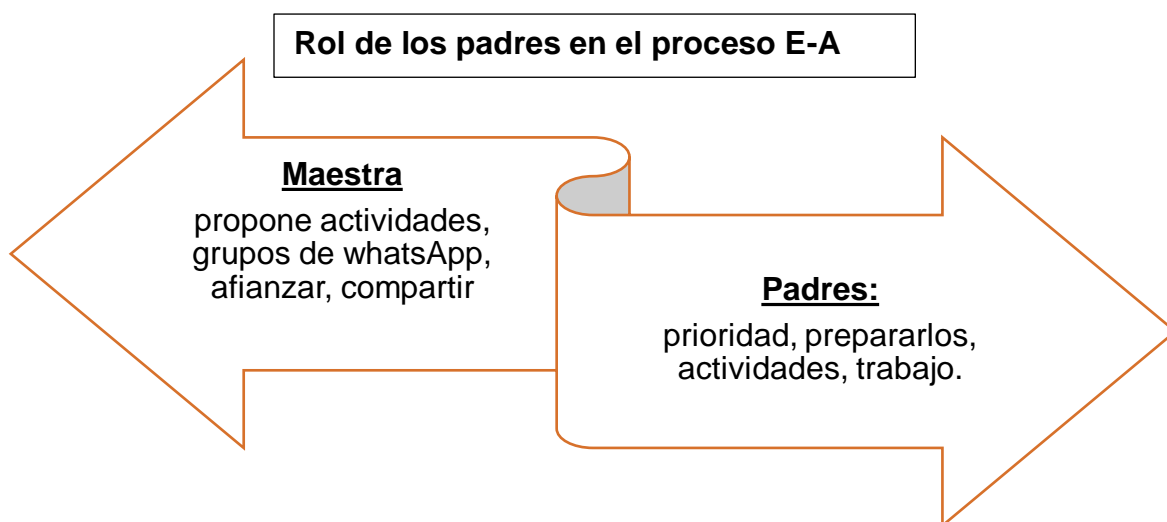 Rol de los padres en el proceso E-A
Maestra
propone actividades,
grupos de whatsApp,
afianzar, compartir
Padres:
prioridad, prepararlos,
actividades, trabajo.